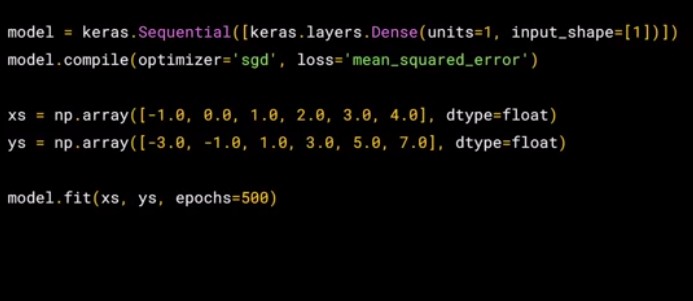 model = keras.Sequential([keras.layers.Dense(units=1, input_shape=[1])])
model.compile(optimizer='sgd', loss='mean_squared_error')
xs = np.array([-1.0, 0.0, 1.0, 2.0, 3.0, 4.0], dtype=float)
ys = np.array([-3.0, -1.0, 1.0, 3.0, 5.0, 7.0], dtype=float)
model.fit(xs, ys, epochs=500)